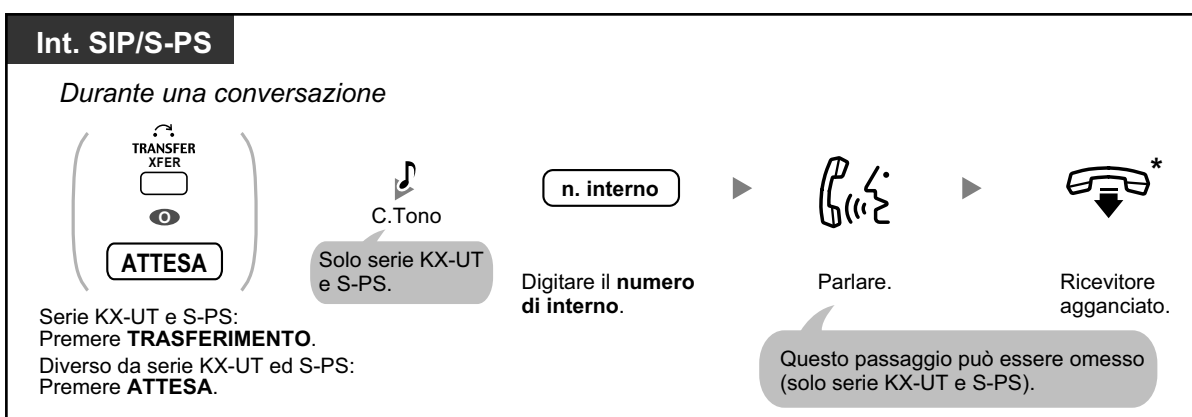 Int. SIP/S-PS
Durante una conversazione
TRANSFER
XFER
O
ATTESA
Serie KX-UT e S-PS:
Premere TRASFERIMENTO.
Diverso da serie KX-UT ed S-PS:
Premere ATTESA.
C.Tono
Solo serie KX-UT
e S-PS.
n. interno
Digitare il numero
di interno.
Parlare.
Questo passaggio può essere omesso
(solo serie KX-UT e S-PS).
*
Ricevitore
agganciato.